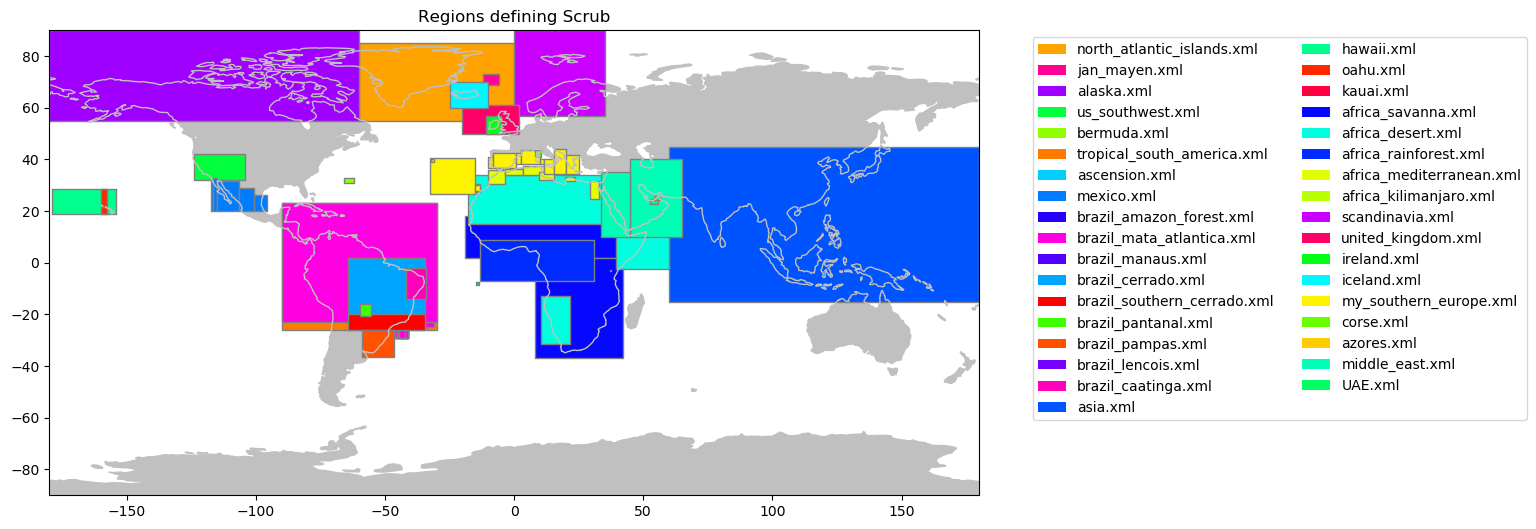 Regions defining Scrub
80
60
40
20
0
−20
−40
−60
−80
−150
−100
−50
0
50
100
150
north_atlantic_islands.xml
jan_mayen.xml
alaska.xml
us_southwest.xml
bermuda.xml
tropical_south_america.xml
ascension.xml
mexico.xml
brazil_amazon_forest.xml
brazil_mata_atlantica.xml
brazil_manaus.xml
brazil_cerrado.xml
brazil_southern_cerrado.xml
brazil_pantanal.xml
brazil_pampas.xml
brazil_lencois.xml
brazil_caatinga.xml
asia.xml
hawaii.xml
oahu.xml
kauai.xml
africa_savanna.xml
africa_desert.xml
africa_rainforest.xml
africa_mediterranean.xml
africa_kilimanjaro.xml
scandinavia.xml
united_kingdom.xml
ireland.xml
iceland.xml
my_southern_europe.xml
corse.xml
azores.xml
middle_east.xml
UAE.xml